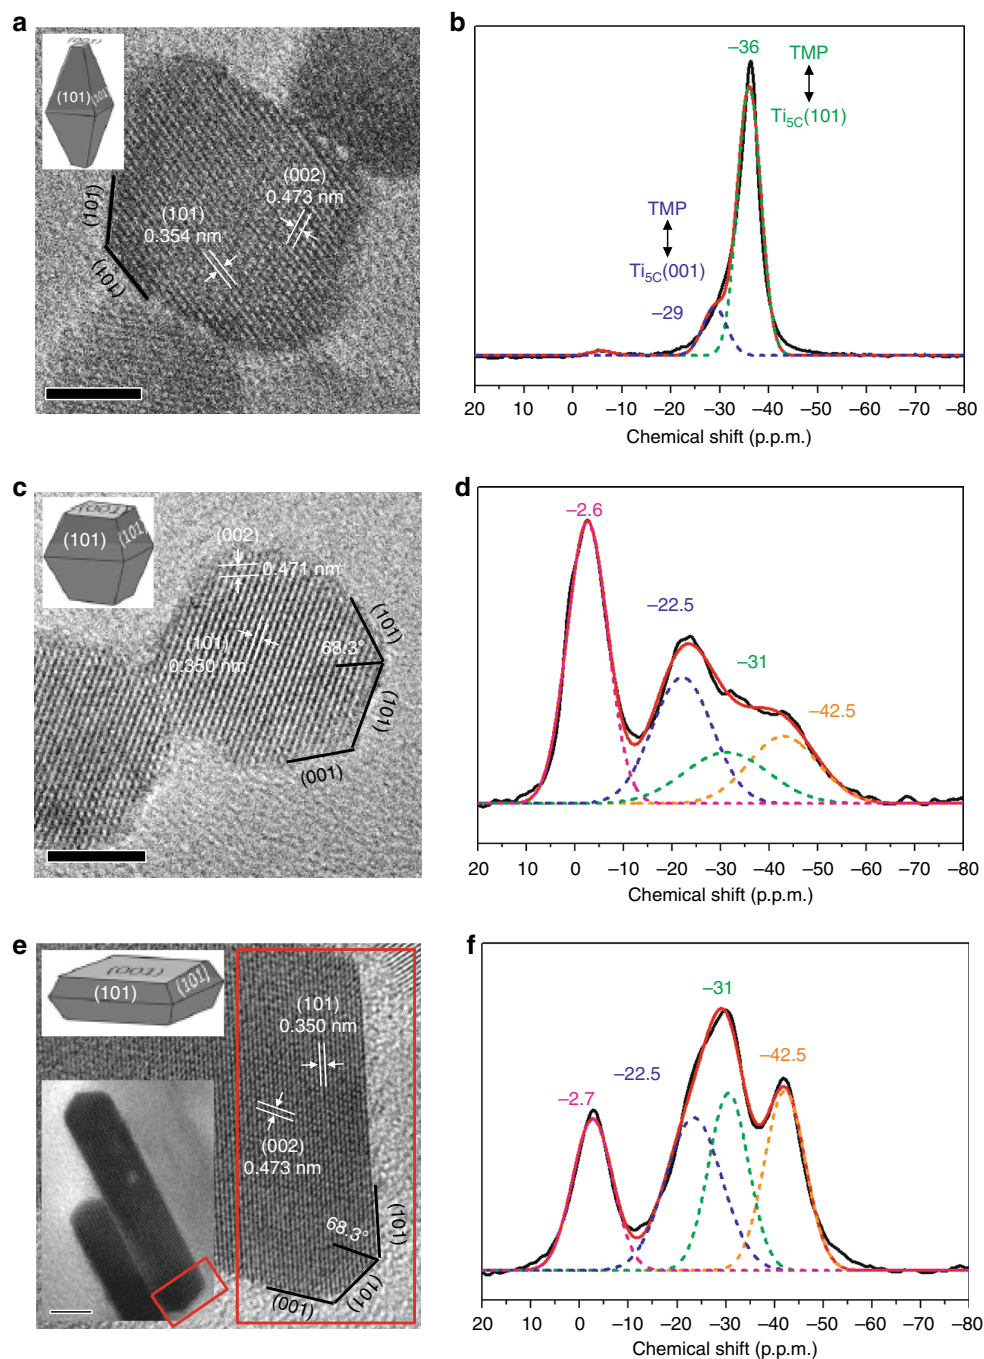 a
(001)
(101)
(101)
(002)
0.473 nm
(101)
0.354 nm
(101)
(101)
b
−36
TMP
Ti5C(101)
TMP
Ti5C(001)
−29
20 10 0 −10 −20 −30 −40 −50 −60 −70 −80
Chemical shift (p.p.m.)
c
(001)
(101)
(101)
(002)
0.471 nm
(101)
0.350 nm
68.3°
(101)
(101)
(001)
d
−2.6
−22.5
−31
−42.5
20 10 0 −10 −20 −30 −40 −50 −60 −70 −80
Chemical shift (p.p.m.)
e
(001)
(101)
(101)
(101)
0.350 nm
(002)
0.473 nm
68.3°
(101)
(101)
(001)
f
−31
−42.5
−22.5
−2.7
20 10 0 −10 −20 −30 −40 −50 −60 −70 −80
Chemical shift (p.p.m.)